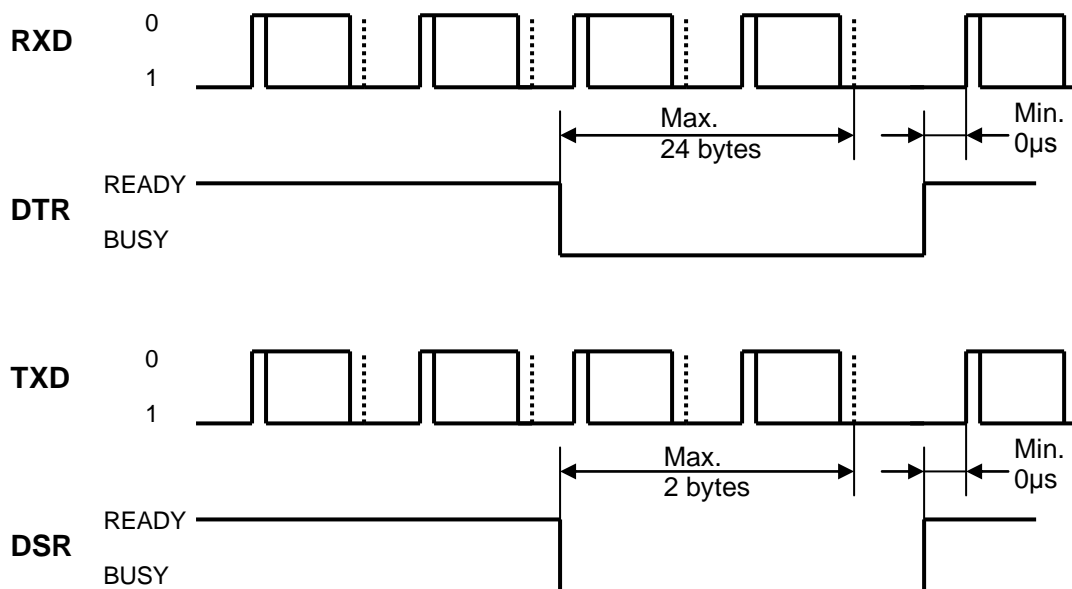 RXD
0
1
Max.
24 bytes
Min.
0µs
DTR
READY
BUSY
TXD
0
1
Max.
2 bytes
Min.
0µs
DSR
READY
BUSY